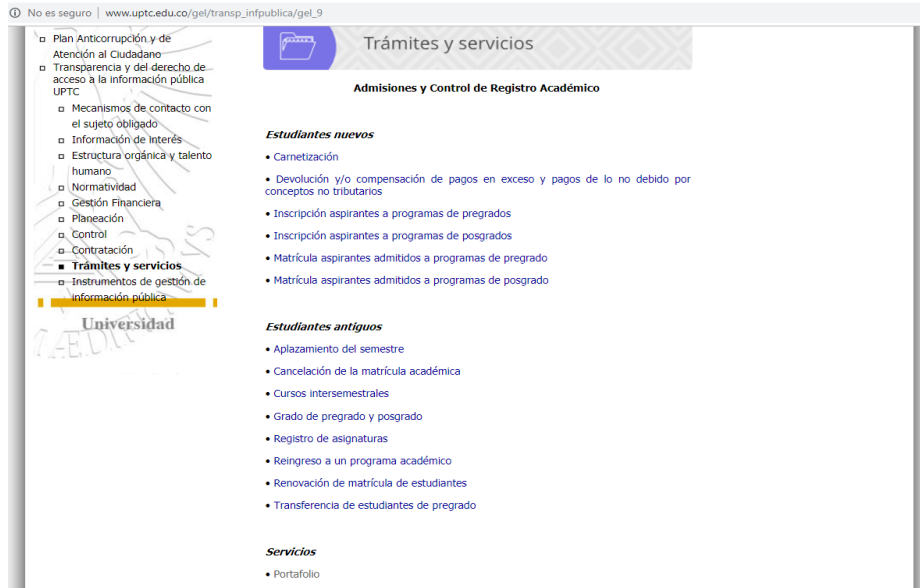 No es seguro | www.uptc.edu.co/gel/transp_infpublica/gel_9
Plan Anticorrupción y de
Atención al Ciudadano
Transparencia y del derecho de
acceso a la información pública
UPTC
Mecanismos de contacto con
el sujeto obligado
Información de interés
Estructura orgánica y talento
humano
Normatividad
Gestión Financiera
Planeación
Control
Contratación
Trámites y servicios
Instrumentos de gestión de
información pública
Universidad
Trámites y servicios
Admisiones y Control de Registro Académico
Estudiantes nuevos
• Carnetización
• Devolución y/o compensación de pagos en exceso y pagos de lo no debido por
conceptos no tributarios
• Inscripción aspirantes a programas de pregrados
• Inscripción aspirantes a programas de posgrados
• Matrícula aspirantes admitidos a programas de pregrado
• Matrícula aspirantes admitidos a programas de posgrado
Estudiantes antiguos
• Aplazamiento del semestre
• Cancelación de la matrícula académica
• Cursos intersemestrales
• Grado de pregrado y posgrado
• Registro de asignaturas
• Reingreso a un programa académico
• Renovación de matrícula de estudiantes
• Transferencia de estudiantes de pregrado
Servicios
• Portafolio